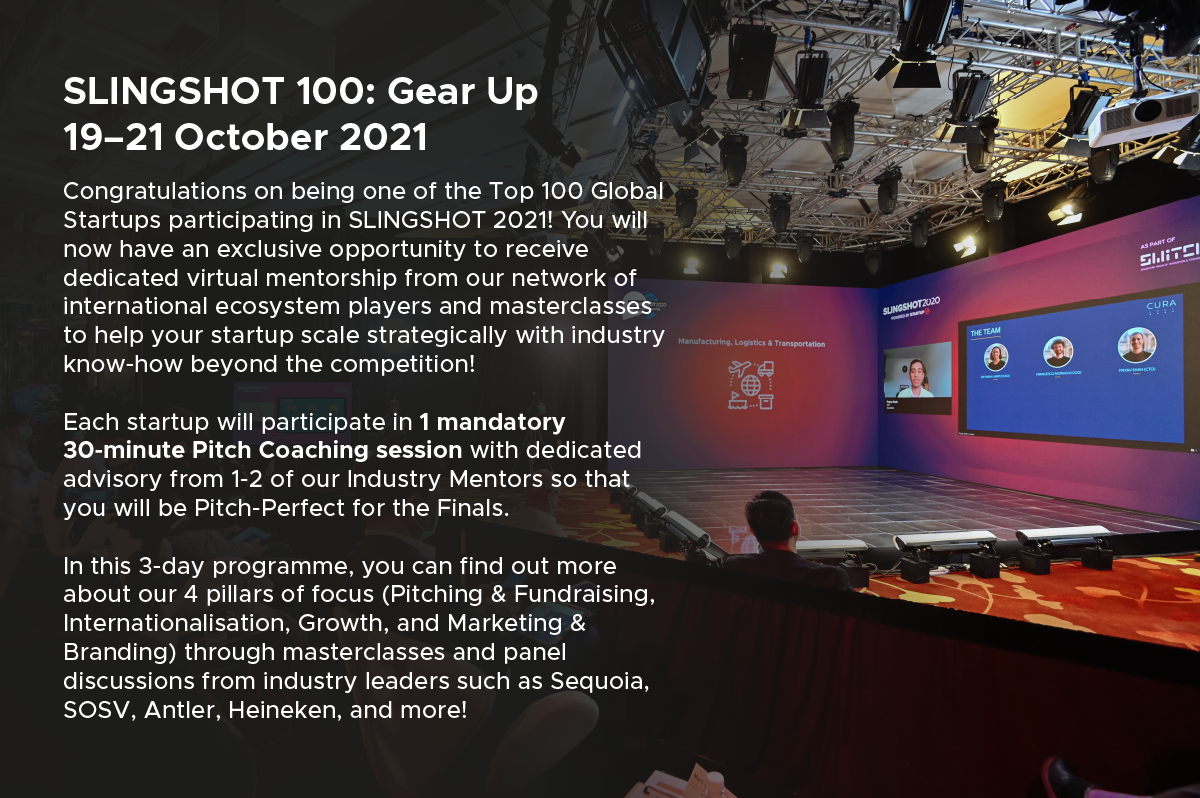 SLINGSHOT 100: Gear Up
19–21 October 2021
Congratulations on being one of the Top 100 Global
Startups participating in SLINGSHOT 2021! You will
now have an exclusive opportunity to receive
dedicated virtual mentorship from our network of
international ecosystem players and masterclasses
to help your startup scale strategically with industry
know-how beyond the competition!
Each startup will participate in 1 mandatory
30-minute Pitch Coaching session with dedicated
advisory from 1-2 of our Industry Mentors so that
you will be Pitch-Perfect for the Finals.
In this 3-day programme, you can find out more
about our 4 pillars of focus (Pitching & Fundraising,
Internationalisation, Growth, and Marketing &
Branding) through masterclasses and panel
discussions from industry leaders such as Sequoia,
SOSV, Antler, Heineken, and more!
Manufacturing, Logistics & Transportation
SLINGSHOT2020
POWERED BY STARTUP
AS PART OF
SWITCH
THE TEAM
CURA